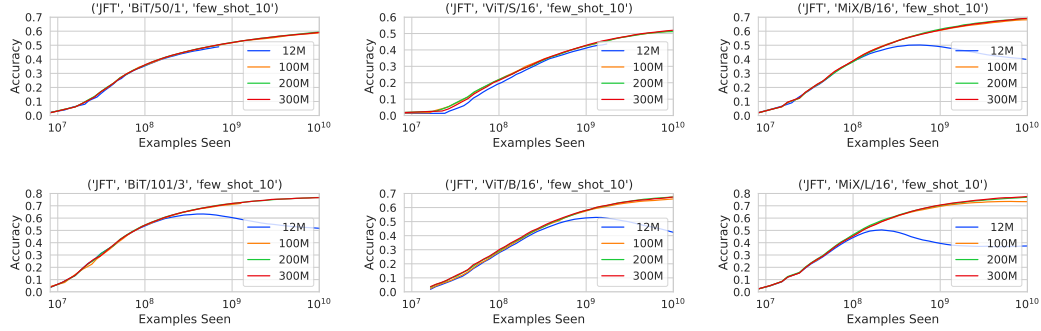 ('JFT', 'BiT/50/1', 'few_shot_10')
0.7
0.6
0.5
0.4
0.3
0.2
0.1
0.0
Accuracy
12M
100M
200M
300M
10^7
10^8
10^9
10^10
Examples Seen
('JFT', 'ViT/S/16', 'few_shot_10')
0.6
0.5
0.4
0.3
0.2
0.1
0.0
Accuracy
12M
100M
200M
300M
10^7
10^8
10^9
10^10
Examples Seen
('JFT', 'MiX/B/16', 'few_shot_10')
0.7
0.6
0.5
0.4
0.3
0.2
0.1
0.0
Accuracy
12M
100M
200M
300M
10^7
10^8
10^9
10^10
Examples Seen
('JFT', 'BiT/101/3', 'few_shot_10')
0.8
0.7
0.6
0.5
0.4
0.3
0.2
0.1
0.0
Accuracy
12M
100M
200M
300M
10^7
10^8
10^9
10^10
Examples Seen
('JFT', 'ViT/B/16', 'few_shot_10')
0.7
0.6
0.5
0.4
0.3
0.2
0.1
0.0
Accuracy
12M
100M
200M
300M
10^7
10^8
10^9
10^10
Examples Seen
('JFT', 'MiX/L/16', 'few_shot_10')
0.8
0.7
0.6
0.5
0.4
0.3
0.2
0.1
0.0
Accuracy
12M
100M
200M
300M
10^7
10^8
10^9
10^10
Examples Seen